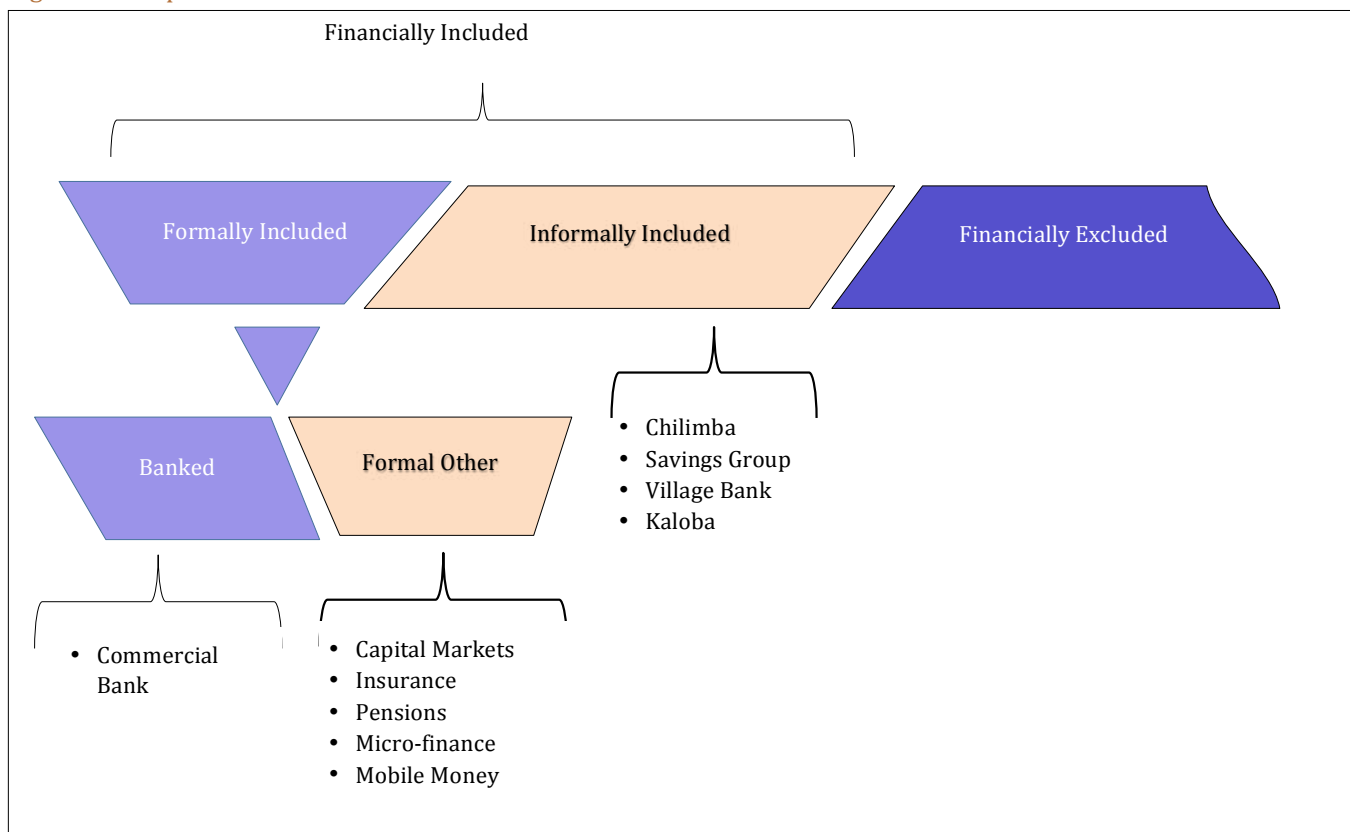 Financially Included
Formally Included
Informally Included
Financially Excluded
Banked
Formal Other
• Chilimba
• Savings Group
• Village Bank
• Kaloba
• Commercial
Bank
• Capital Markets
• Insurance
• Pensions
• Micro-finance
• Mobile Money